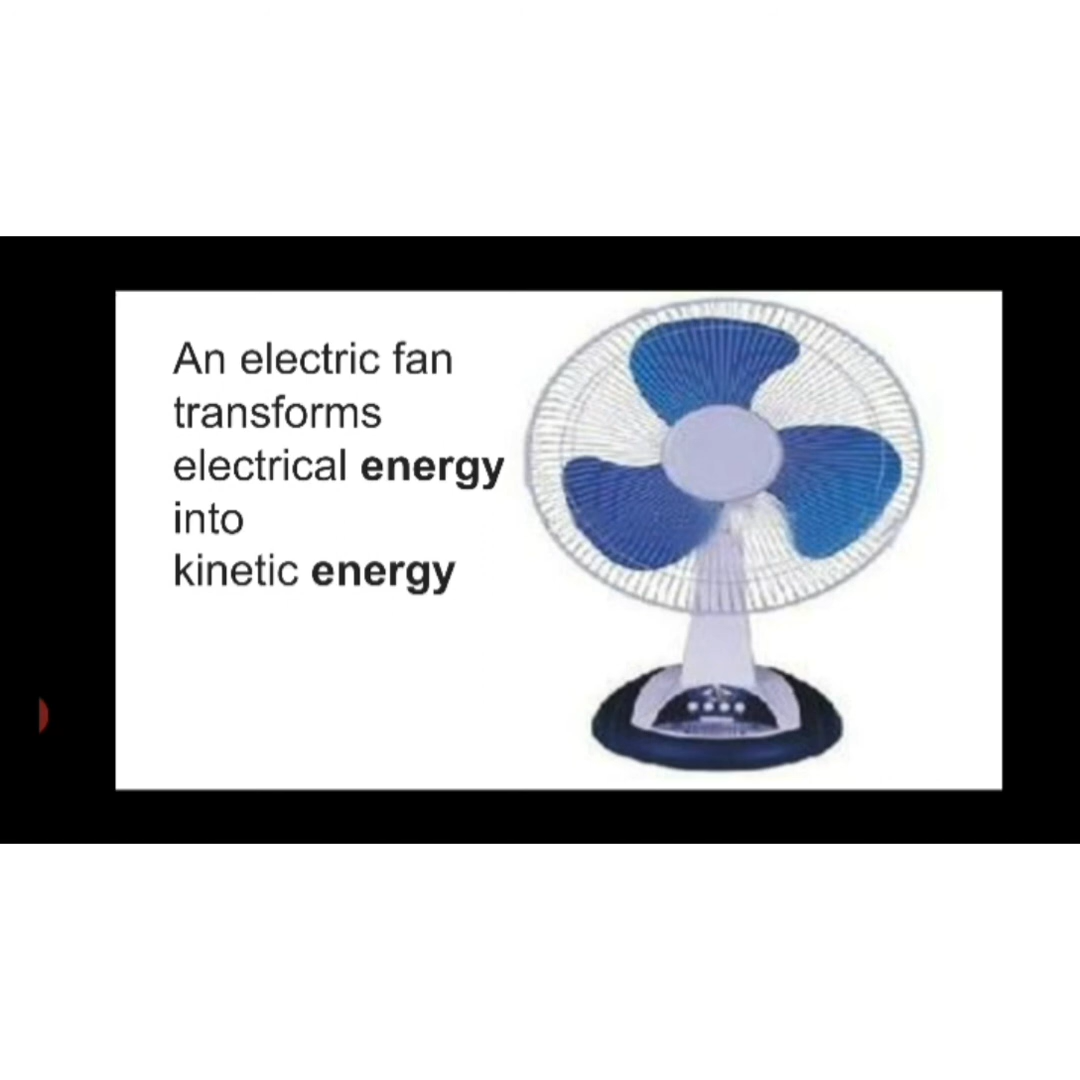 An electric fan
transforms
electrical energy
into
kinetic energy